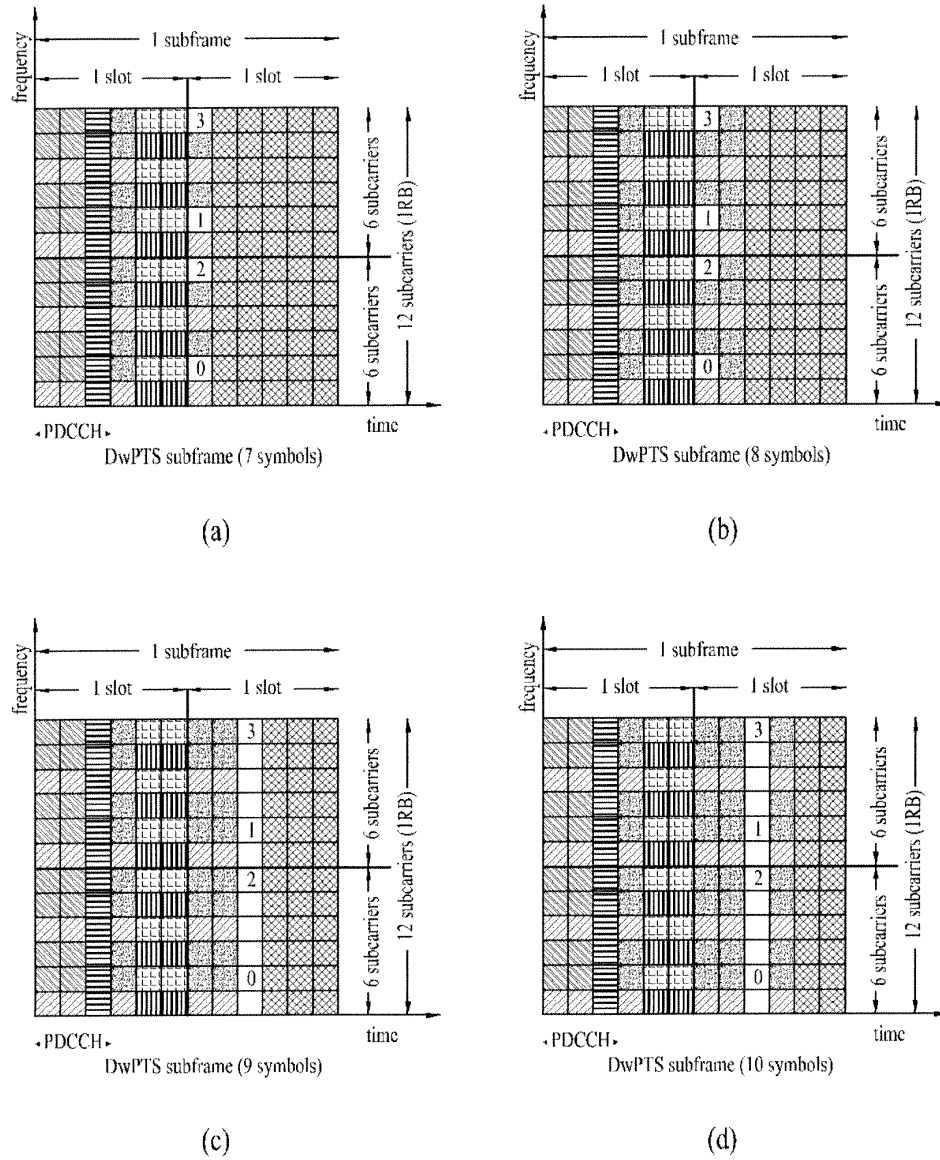 frequency
1 subframe
1 slot
1 slot
3
1
2
0
6 subcarriers
6 subcarriers
12 subcarriers (1RB)
time
PDCCH
DwPTS subframe (7 symbols)
(a)
frequency
1 subframe
1 slot
1 slot
3
1
2
0
6 subcarriers
6 subcarriers
12 subcarriers (1RB)
time
PDCCH
DwPTS subframe (8 symbols)
(b)
frequency
1 subframe
1 slot
1 slot
3
1
2
0
6 subcarriers
6 subcarriers
12 subcarriers (1RB)
time
PDCCH
DwPTS subframe (9 symbols)
(c)
frequency
1 subframe
1 slot
1 slot
3
1
2
0
6 subcarriers
6 subcarriers
12 subcarriers (1RB)
time
PDCCH
DwPTS subframe (10 symbols)
(d)